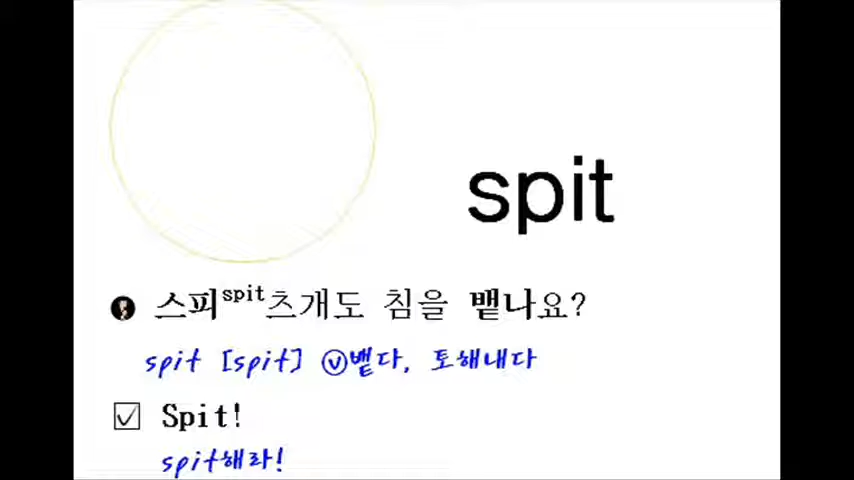 spit
스피spit츠개도 침을 뱉나요?
spit [spit] ⓥ뱉다, 토해내다
☑ Spit!
spit해라!